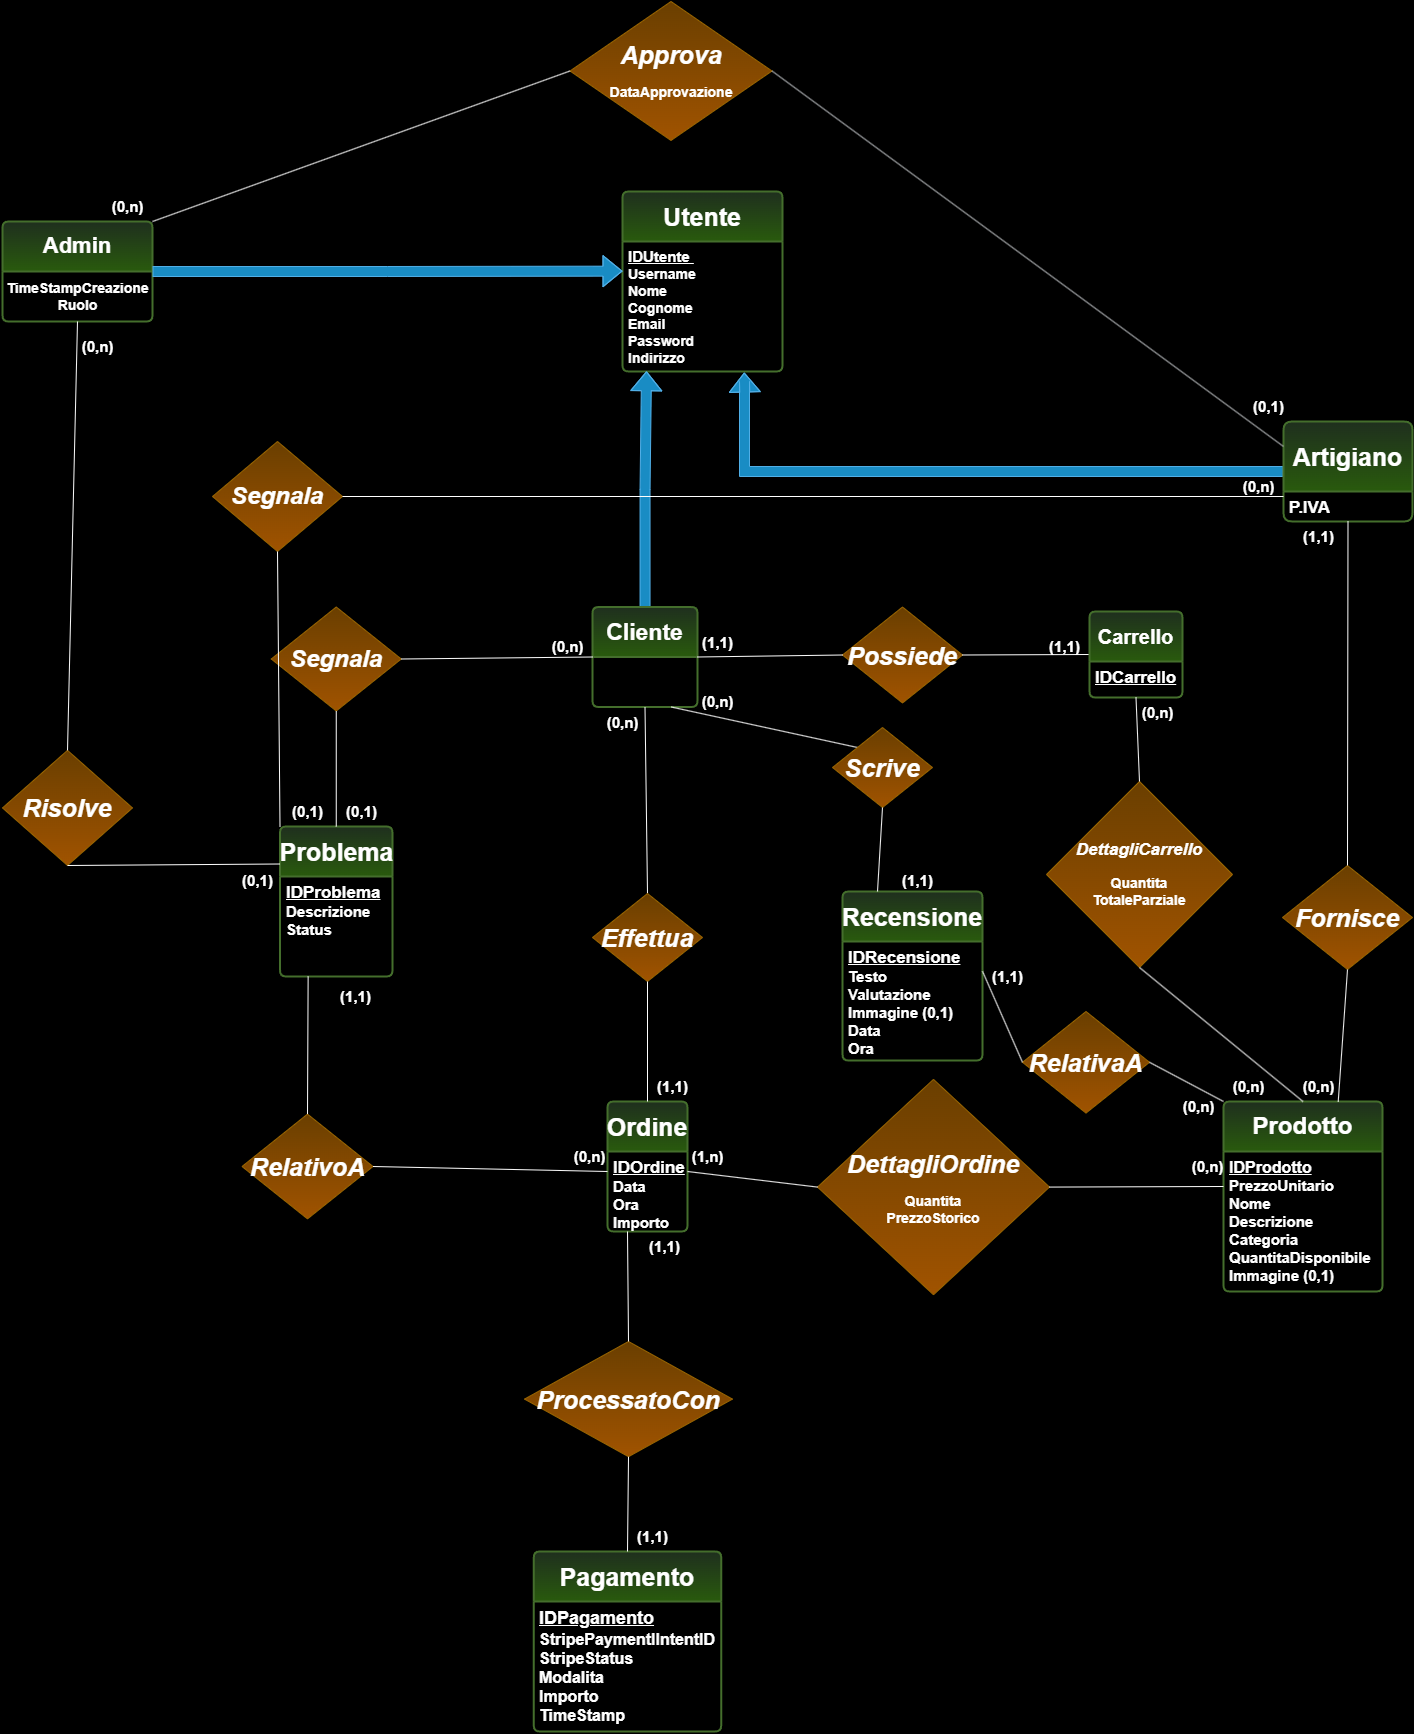 Approva
DataApprovazione
(0,n)
Admin
TimeStampCreazione
Ruolo
(0,n)
Utente
IDUtente
Username
Nome
Cognome
Email
Password
Indirizzo
(0,1)
Artigiano
P.IVA
(0,n)
(1,1)
Segnala
Segnala
(0,n)
Cliente
(1,1)
Possiede
(1,1)
Carrello
IDCarrello
(0,n)
(0,n)
(0,n)
Scrive
Risolve
(0,1)
(0,1)
Problema
(0,1)
IDProblema
Descrizione
Status
(1,1)
DettagliCarrello
Quantita
TotaleParziale
(1,1)
Recensione
IDRecensione
Testo
Valutazione
Immagine (0,1)
Data
Ora
(1,1)
Fornisce
Effettua
RelativaA
(0,n)
(0,n)
(0,n)
(1,1)
Ordine
(0,n)
IDOrdine
Data
Ora
Importo
(1,n)
(1,1)
RelativoA
DettagliOrdine
Quantita
PrezzoStorico
Prodotto
(0,n)
IDProdotto
PrezzoUnitario
Nome
Descrizione
Categoria
QuantitaDisponibile
Immagine (0,1)
ProcessatoCon
(1,1)
Pagamento
IDPagamento
StripePaymentIIntentID
StripeStatus
Modalita
Importo
TimeStamp